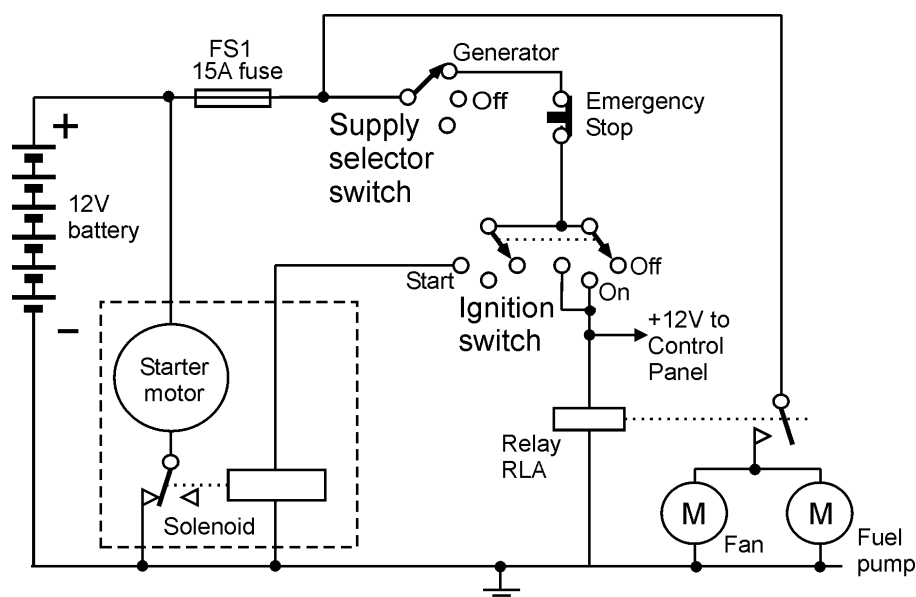 FS1
15A fuse
Generator
Off
Supply
selector
switch
Emergency
Stop
+
12V
battery
–
Start
Off
On
Ignition
switch
+12V to
Control
Panel
Starter
motor
Relay
RLA
Solenoid
M
M
Fan
Fuel
pump